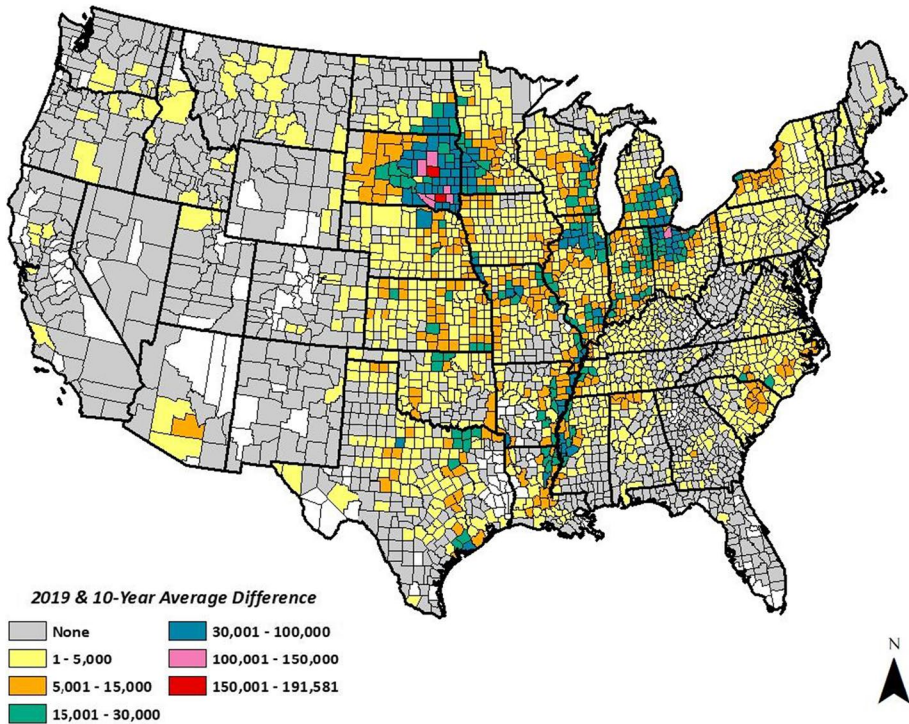 2019 & 10-Year Average Difference
None
1 - 5,000
5,001 - 15,000
15,001 - 30,000
30,001 - 100,000
100,001 - 150,000
150,001 - 191,581
N